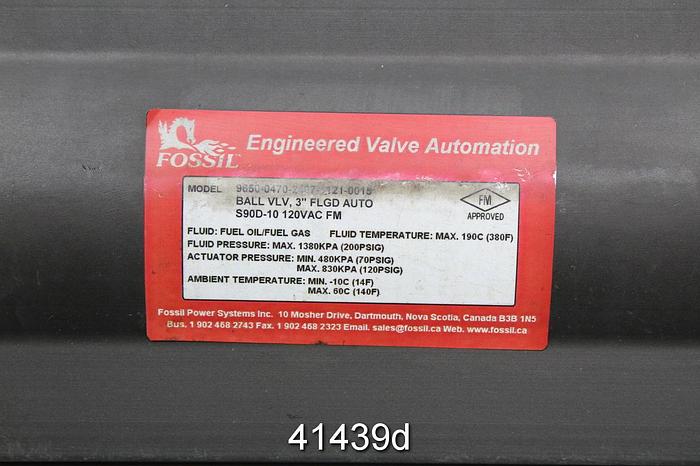 FOSSIL
Engineered Valve Automation
MODEL
BALL VLV, 3" FLGD AUTO
S90D-10 120VAC FM
FM
APPROVED
FLUID: FUEL OIL/FUEL GAS FLUID TEMPERATURE: MAX. 190C (380F)
FLUID PRESSURE: MAX. 1380KPA (200PSIG)
ACTUATOR PRESSURE: MIN. 480KPA (70PSIG)
MAX. 830KPA (120PSIG)
AMBIENT TEMPERATURE: MIN. -10C (14F)
MAX. 60C (140F)
Fossil Power Systems Inc. 10 Mosher Drive, Dartmouth, Nova Scotia, Canada B3B 1N5
Bus. 1 902 468 2743 Fax. 1 902 468 2323 Email. sales@fossil.ca Web. www.fossil.ca
41439d